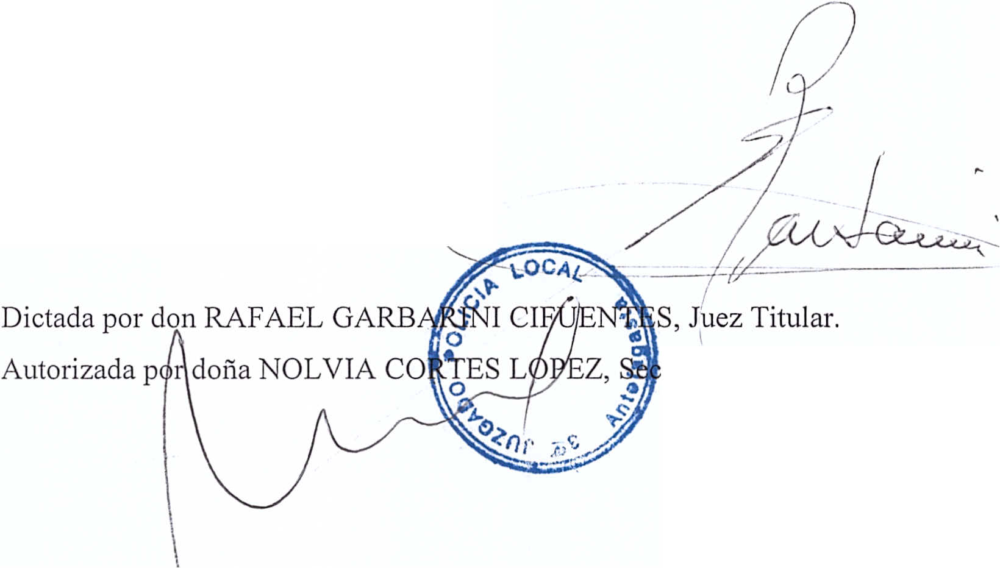 Dictada por don RAFAEL GARBARINI CIFUENTES, Juez Titular.
Autorizada por doña NOLVIA CORTES LOPEZ, Sec
3er JUZGADO POLICIA LOCAL
Antofagasta